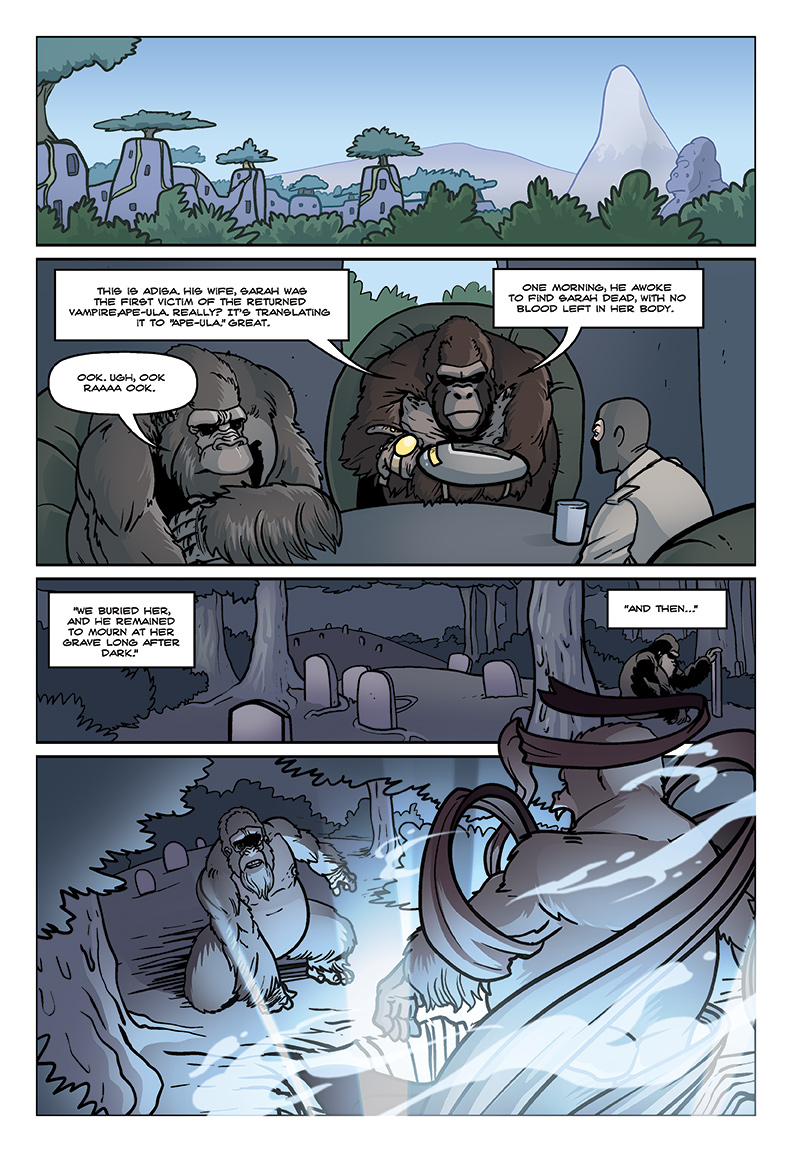 THIS IS ADISA. HIS WIFE, SARAH WAS
THE FIRST VICTIM OF THE RETURNED
VAMPIRE APE-ULA. REALLY? IT'S TRANSLATING
IT TO "APE-ULA." GREAT.
ONE MORNING, HE AWOKE
TO FIND SARAH DEAD, WITH NO
BLOOD LEFT IN HER BODY.
OOK. UGH, OOK
RAAAA OOK.
"WE BURIED HER,
AND HE REMAINED
TO MOURN AT HER
GRAVE LONG AFTER
DARK."
"AND THEN..."